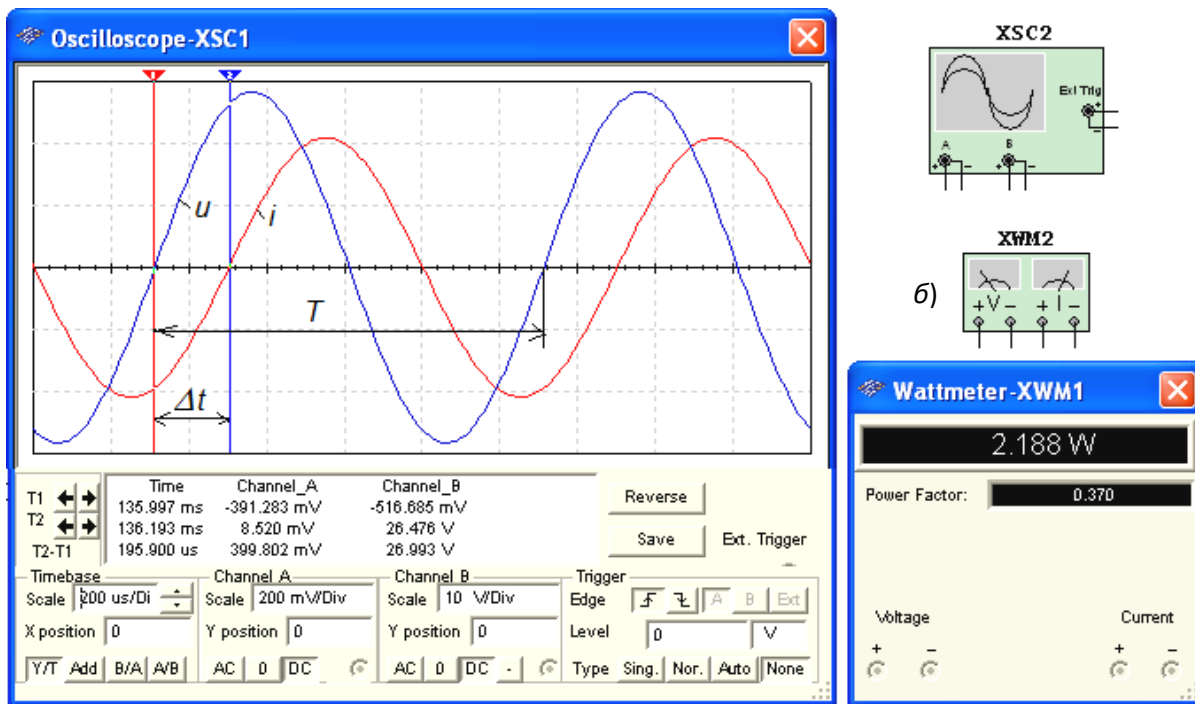 Oscilloscope-XSC1
1 2
u
i
T
Δt
Time Channel_A Channel_B
T1 135.997 ms -391.283 mV -516.685 mV
T2 136.193 ms 8.520 mV 26.476 V
T2-T1 195.900 us 399.802 mV 26.993 V
Reverse
Save
Ext. Trigger
Timebase
Scale 200 us/Di
X position 0
Y/T Add B/A A/B
Channel A
Scale 200 mV/Div
Y position 0
AC 0 DC
Channel B
Scale 10 V/Div
Y position 0
AC 0 DC -
Trigger
Edge A B Ext
Level 0 V
Type Sing. Nor. Auto None
XSC2
Ext Trig
+
-
A B
+ - + -
XWM2
б)
+ V - + I -
Wattmeter-XWM1
2.188 W
Power Factor: 0.370
Voltage Current
+ - + -